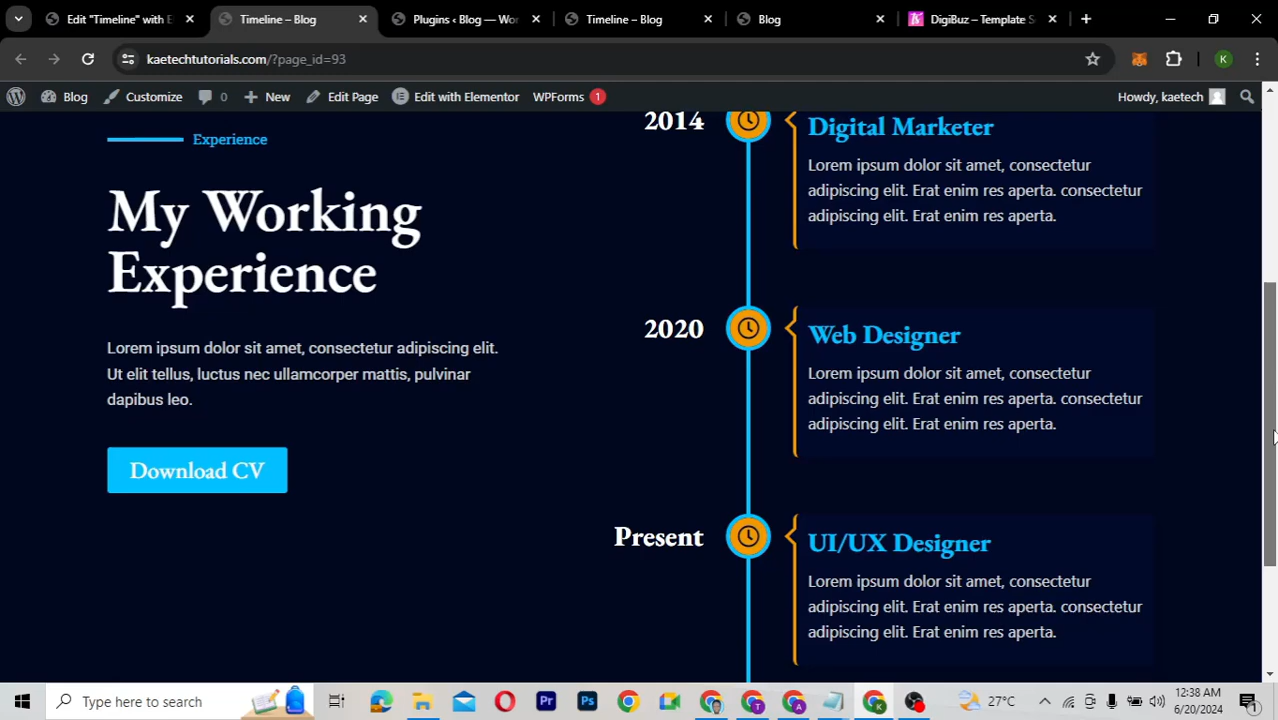 Edit "Timeline" with E
Timeline – Blog
Plugins ‹ Blog — Wor
Timeline – Blog
Blog
DigiBuz – Template S
kaetechtutorials.com/?page_id=93
K
Blog
Customize
0
New
Edit Page
Edit with Elementor
WPForms 1
Howdy, kaetech
Experience
My Working
Experience
Lorem ipsum dolor sit amet, consectetur adipiscing elit.
Ut elit tellus, luctus nec ullamcorper mattis, pulvinar
dapibus leo.
Download CV
2014
Digital Marketer
Lorem ipsum dolor sit amet, consectetur
adipiscing elit. Erat enim res aperta. consectetur
adipiscing elit. Erat enim res aperta.
2020
Web Designer
Lorem ipsum dolor sit amet, consectetur
adipiscing elit. Erat enim res aperta. consectetur
adipiscing elit. Erat enim res aperta.
Present
UI/UX Designer
Lorem ipsum dolor sit amet, consectetur
adipiscing elit. Erat enim res aperta. consectetur
adipiscing elit. Erat enim res aperta.
Type here to search
Pr
Ps
T
A
K
27°C
12:38 AM
6/20/2024
1